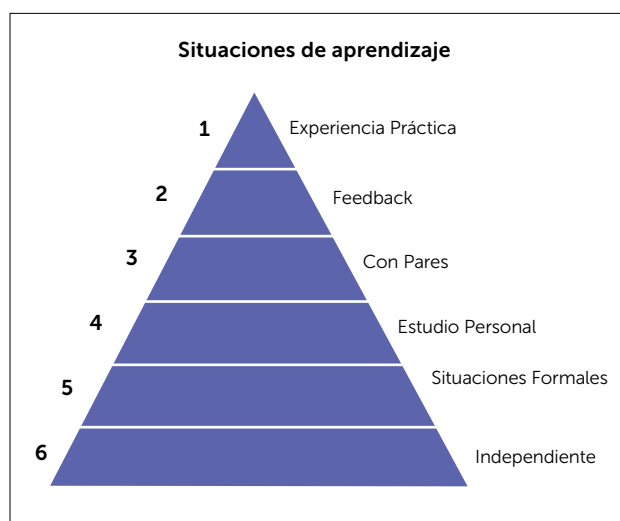 Situaciones de aprendizaje
1 Experiencia Práctica
2 Feedback
3 Con Pares
4 Estudio Personal
5 Situaciones Formales
6 Independiente